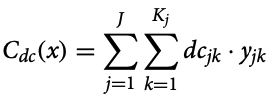 C_{dc}(x) = \sum_{j=1}^{J} \sum_{k=1}^{K_j} dc_{jk} \cdot y_{jk}